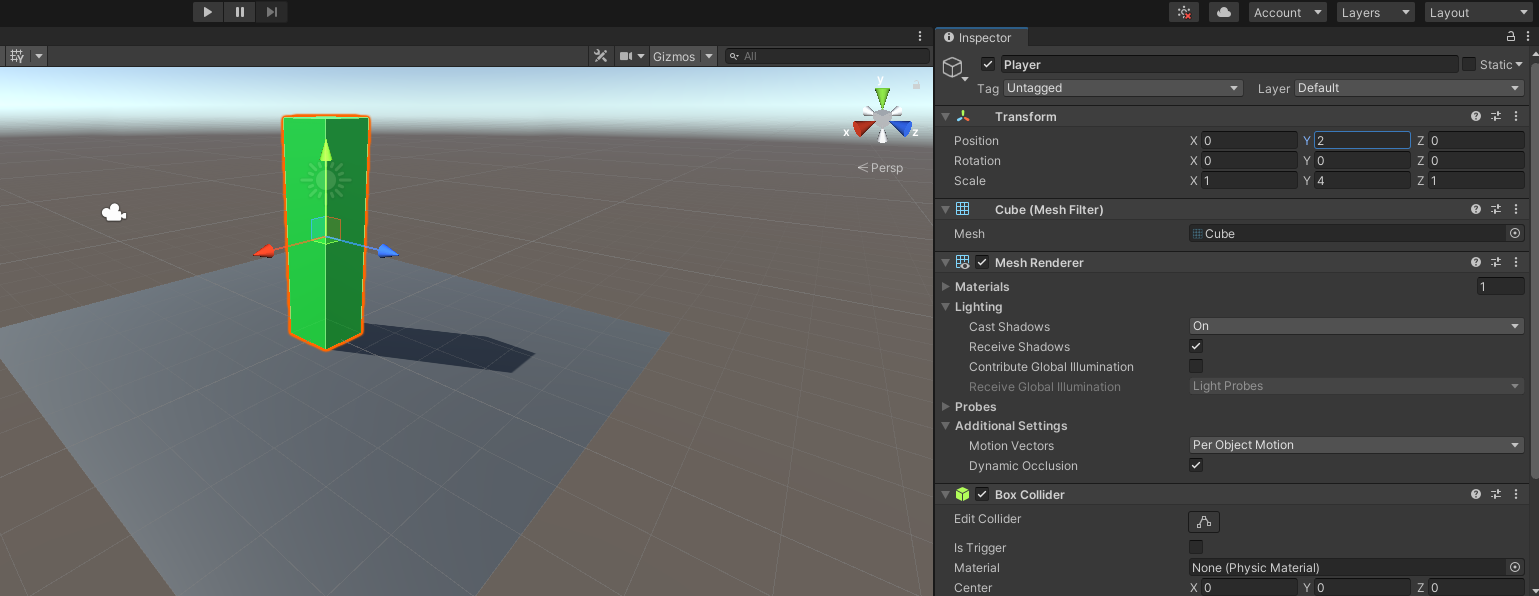 Account
Layers
Layout
Inspector
Gizmos
All
Player
Static
Tag Untagged
Layer Default
y
x
z
Persp
Transform
Position X 0 Y 2 Z 0
Rotation X 0 Y 0 Z 0
Scale X 1 Y 4 Z 1
Cube (Mesh Filter)
Mesh Cube
Mesh Renderer
Materials 1
Lighting
Cast Shadows On
Receive Shadows
Contribute Global Illumination
Receive Global Illumination Light Probes
Probes
Additional Settings
Motion Vectors Per Object Motion
Dynamic Occlusion
Box Collider
Edit Collider
Is Trigger
Material None (Physic Material)
Center X 0 Y 0 Z 0